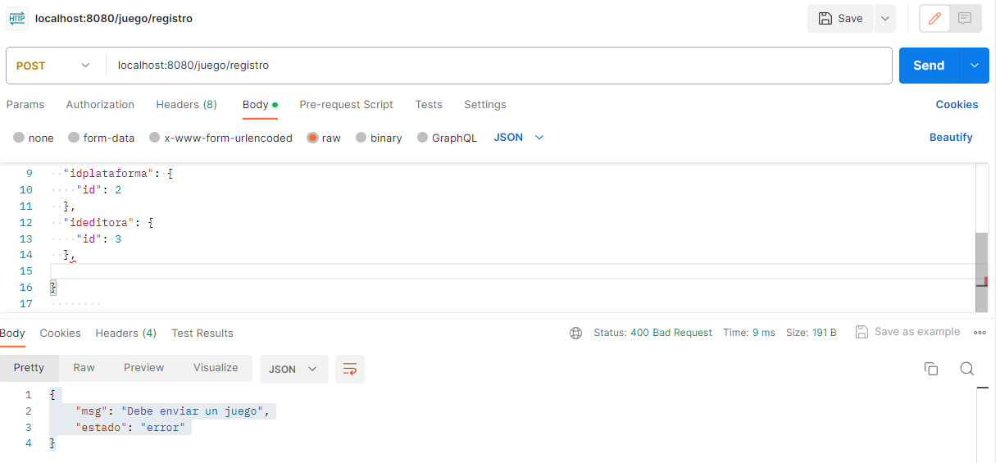 HTTP localhost:8080/juego/registro Save
POST localhost:8080/juego/registro Send
Params Authorization Headers (8) Body Pre-request Script Tests Settings Cookies
none form-data x-www-form-urlencoded raw binary GraphQL JSON Beautify
9 "idplataforma": {
10 "id": 2
11 },
12 "ideditora": {
13 "id": 3
14 },
15
16 }
17
Body Cookies Headers (4) Test Results Status: 400 Bad Request Time: 9 ms Size: 191 B Save as example
Pretty Raw Preview Visualize JSON
1 {
2 "msg": "Debe enviar un juego",
3 "estado": "error"
4 }